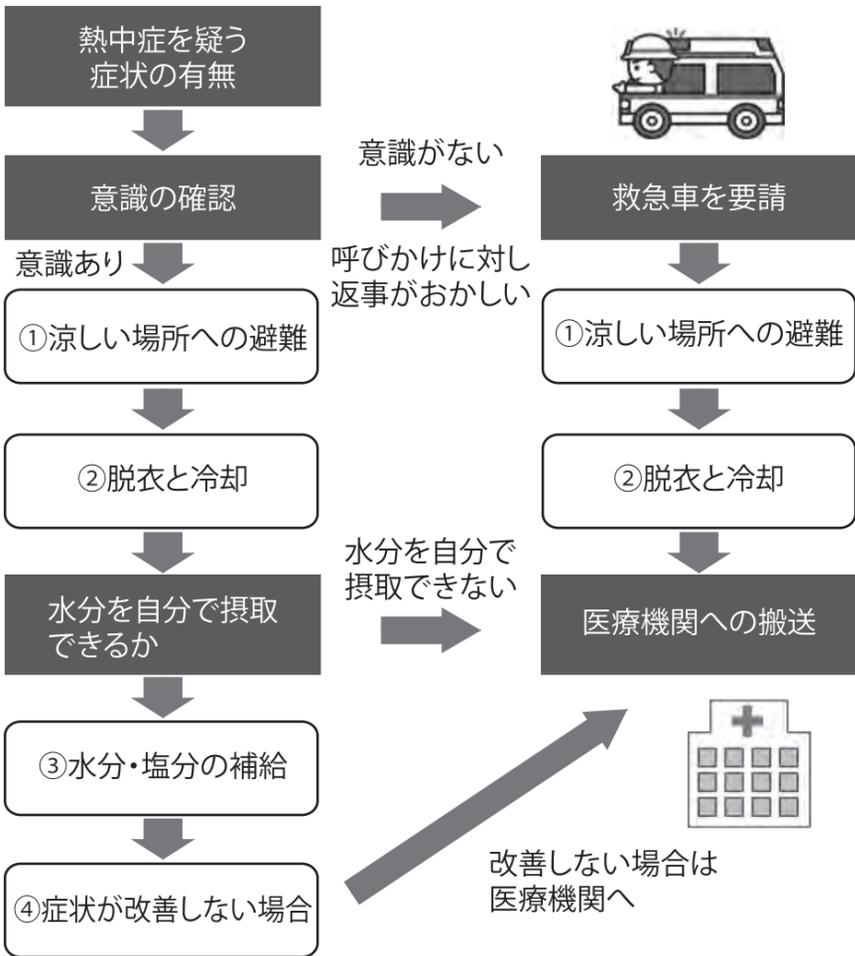 熱中症を疑う
症状の有無
意識の確認
意識がない
呼びかけに対し
返事がおかしい
救急車を要請
意識あり
①涼しい場所への避難
②脱衣と冷却
水分を自分で摂取
できるか
水分を自分で
摂取できない
①涼しい場所への避難
②脱衣と冷却
医療機関への搬送
③水分・塩分の補給
④症状が改善しない場合
改善しない場合は
医療機関へ